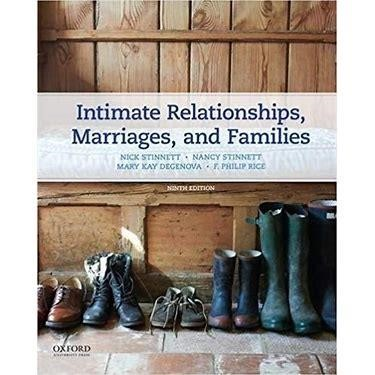 Intimate Relationships,
Marriages, and Families
NICK STINNETT • NANCY STINNETT
MARY KAY DEGENOVA • F. PHILIP RICE
NINTH EDITION
OXFORD
UNIVERSITY PRESS